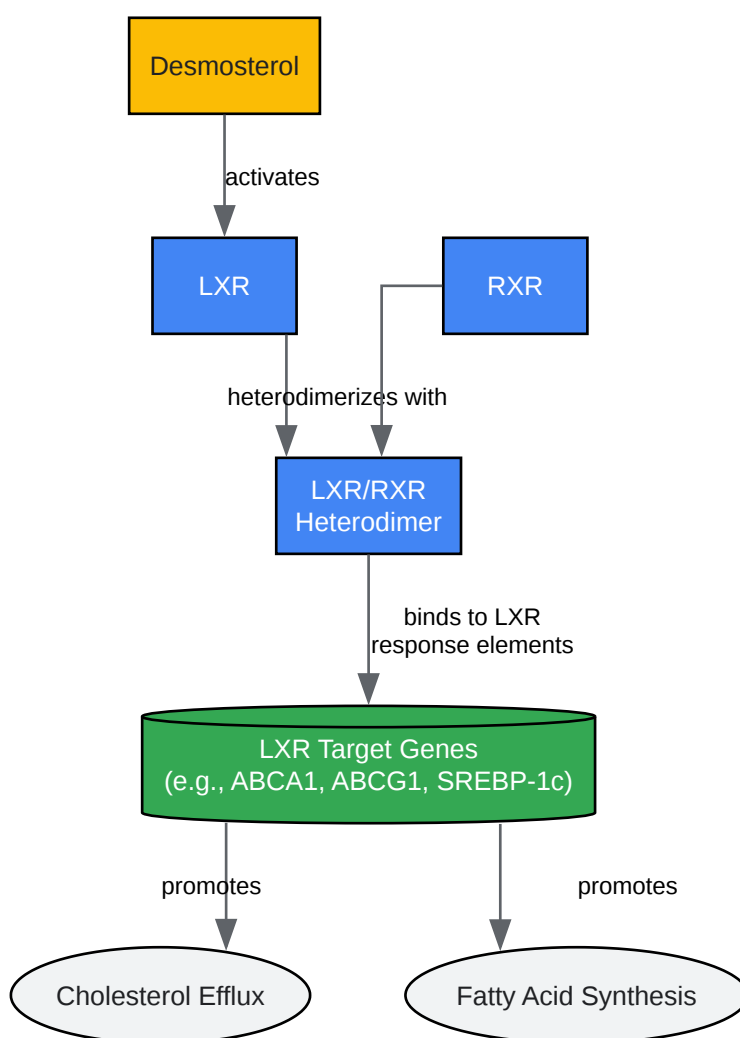 Desmosterol
activates
LXR
RXR
heterodimerizes with
LXR/RXR
Heterodimer
binds to LXR
response elements
LXR Target Genes
(e.g., ABCA1, ABCG1, SREBP-1c)
promotes
promotes
Cholesterol Efflux
Fatty Acid Synthesis